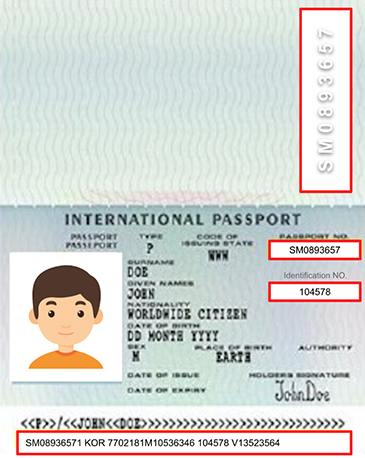 SM0893657
INTERNATIONAL PASSPORT
PASSPORT TYPE CODE OF ISSUING STATE PASSPORT NO.
PASSEPORT P WWW SM0893657
SURNAME
DOE
Identification NO.
GIVEN NAMES
JOHN 104578
NATIONALITY
WORLDWIDE CITIZEN
DATE OF BIRTH
DD MONTH YYYY
SEX PLACE OF BIRTH AUTHORITY
M EARTH
DATE OF ISSUE HOLDERS SIGNATURE
DATE OF EXPIRY JohnDoe
<<P>>/<<JOHN<<DOE>>>>>>>>>>>>>>>>>>>>>>>>>>>>
SM08936571 KOR 7702181M10536346 104578 V13523564